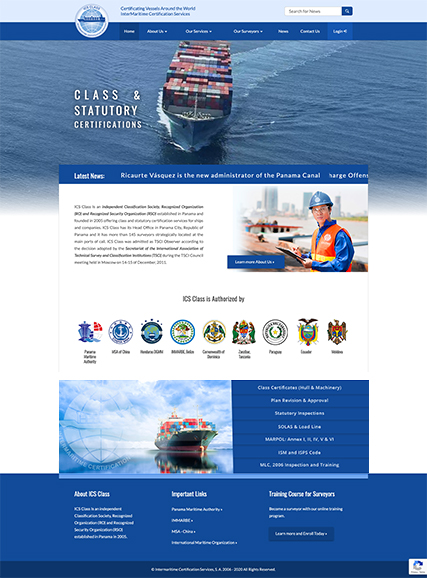 ICS CLASS
Certificating Vessels Around the World
InterMaritime Certification Services
Search for News
Home
About Us
Our Services
Our Surveyors
News
Contact Us
Login
CLASS &
STATUTORY
CERTIFICATIONS
Latest News:
Ricaurte Vásquez is the new administrator of the Panama Canal
harge Offens
ICS Class is an Independent Classification Society, Recognized Organization
(RO) and Recognized Security Organization (RSO) established in Panama and
founded in 2005 offering class and statutory certification services for ships
and companies. ICS Class has its Head Office in Panama City, Republic of
Panama and it has more than 145 surveyors strategically located at the
main ports of call. ICS Class was admitted as TSCI Observer according to
the decision adopted by the Secretariat of the International Association of
Technical Survey and Classification Institutions (TSCI) during the TSCI Council
meeting held in Moscow on 14-15 of December, 2011.
Learn more About Us »
ICS Class is Authorized by
Panama
Maritime
Authority
MSA of China
Honduras DGMM
IMMARBE, Belize
Commonwealth of
Dominica
Zanzibar,
Tanzania
Paraguay
Ecuador
Moldova
Class Certificates (Hull & Machinery)
Plan Revision & Approval
Statutory Inspections
SOLAS & Load Line
MARPOL: Annex I, II, IV, V & VI
ISM and ISPS Code
MLC, 2006 Inspection and Training
About ICS Class
ICS Class is an Independent
Classification Society, Recognized
Organization (RO) and Recognized
Security Organization (RSO)
established in Panama in 2005.
Important Links
Panama Maritime Authority »
IMMARBE »
MSA - China »
International Maritime Organization »
Training Course for Surveyors
Become a surveyor with our online training
program.
Learn more and Enroll Today »
© Intermaritime Certification Services, S. A. 2006 - 2020 All Rights Reserved.